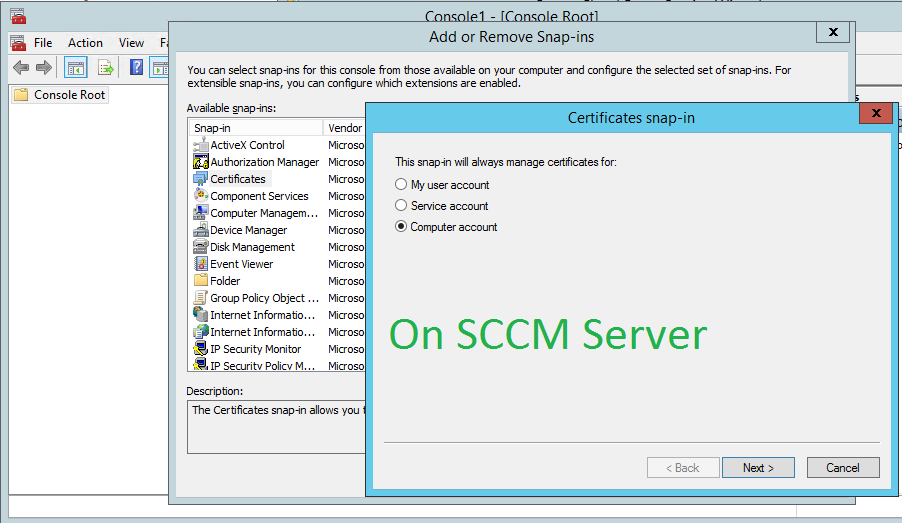 Console1 - [Console Root]
File Action View Fa
Console Root
Add or Remove Snap-ins
x
You can select snap-ins for this console from those available on your computer and configure the selected set of snap-ins. For
extensible snap-ins, you can configure which extensions are enabled.
Available snap-ins:
Snap-in Vendor
ActiveX Control Microso
Authorization Manager Microso
Certificates Microso
Component Services Microso
Computer Managem... Microso
Device Manager Microso
Disk Management Microso
Event Viewer Microso
Folder Microso
Group Policy Object ... Microso
Internet Informatio... Microso
Internet Informatio... Microso
IP Security Monitor Microso
IP Security Policy M... Microso
Description:
The Certificates snap-in allows you
Certificates snap-in
x
This snap-in will always manage certificates for:
My user account
Service account
Computer account
On SCCM Server
< Back Next > Cancel